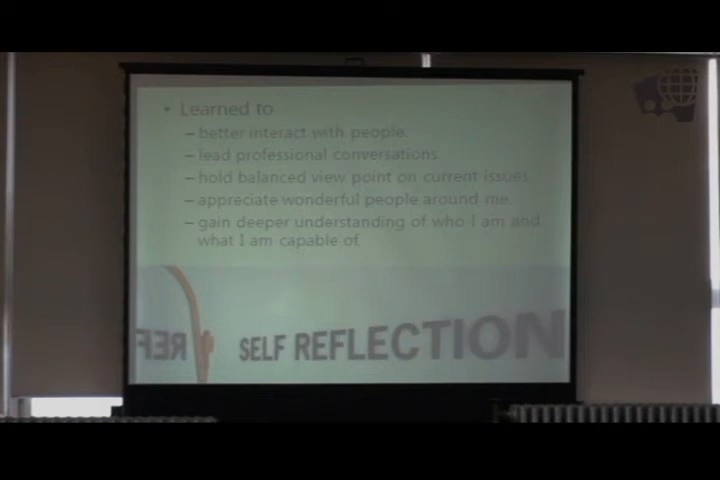 • Learned to
– better interact with people.
– lead professional conversations.
– hold balanced view point on current issues
– appreciate wonderful people around me.
– gain deeper understanding of who I am and
what I am capable of
REF SELF REFLECTION